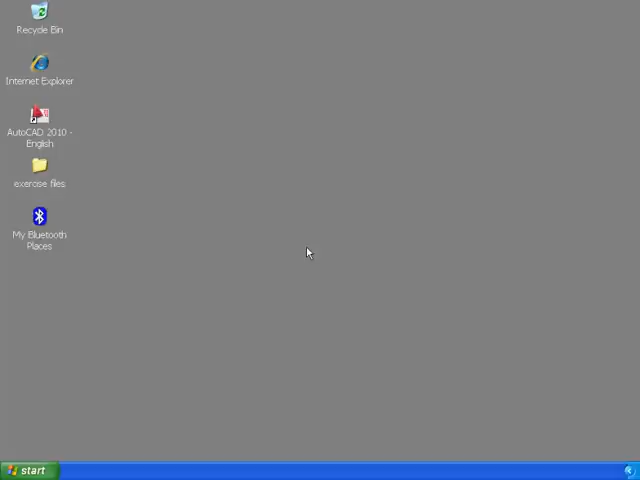 Recycle Bin
Internet Explorer
AutoCAD 2010 -
English
exercise files
My Bluetooth
Places
start